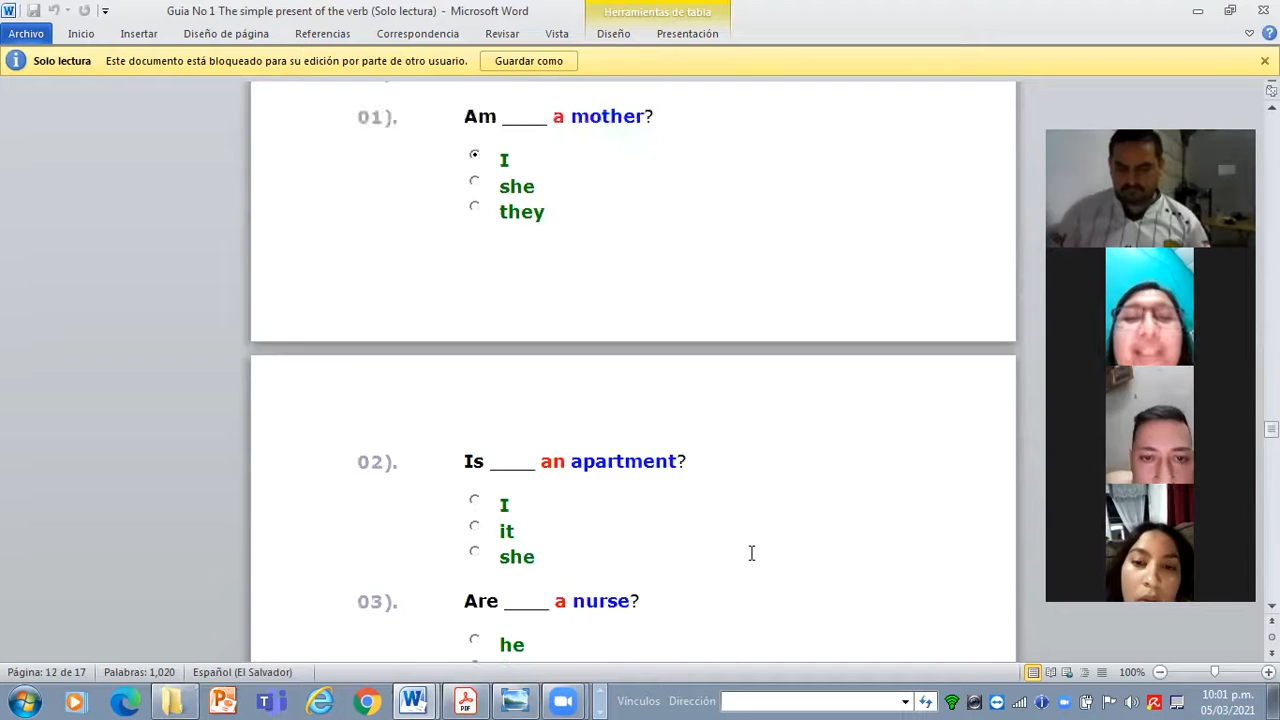 Guia No 1 The simple present of the verb (Solo lectura) - Microsoft Word
Herramientas de tabla
Archivo Inicio Insertar Diseño de página Referencias Correspondencia Revisar Vista Diseño Presentación
Solo lectura Este documento está bloqueado para su edición por parte de otro usuario. Guardar como
01). Am ____ a mother?
I
she
they
02). Is ____ an apartment?
I
it
she
03). Are ____ a nurse?
he
Página: 12 de 17 Palabras: 1,020 Español (El Salvador) 100%
Vínculos Dirección
10:01 p.m.
05/03/2021